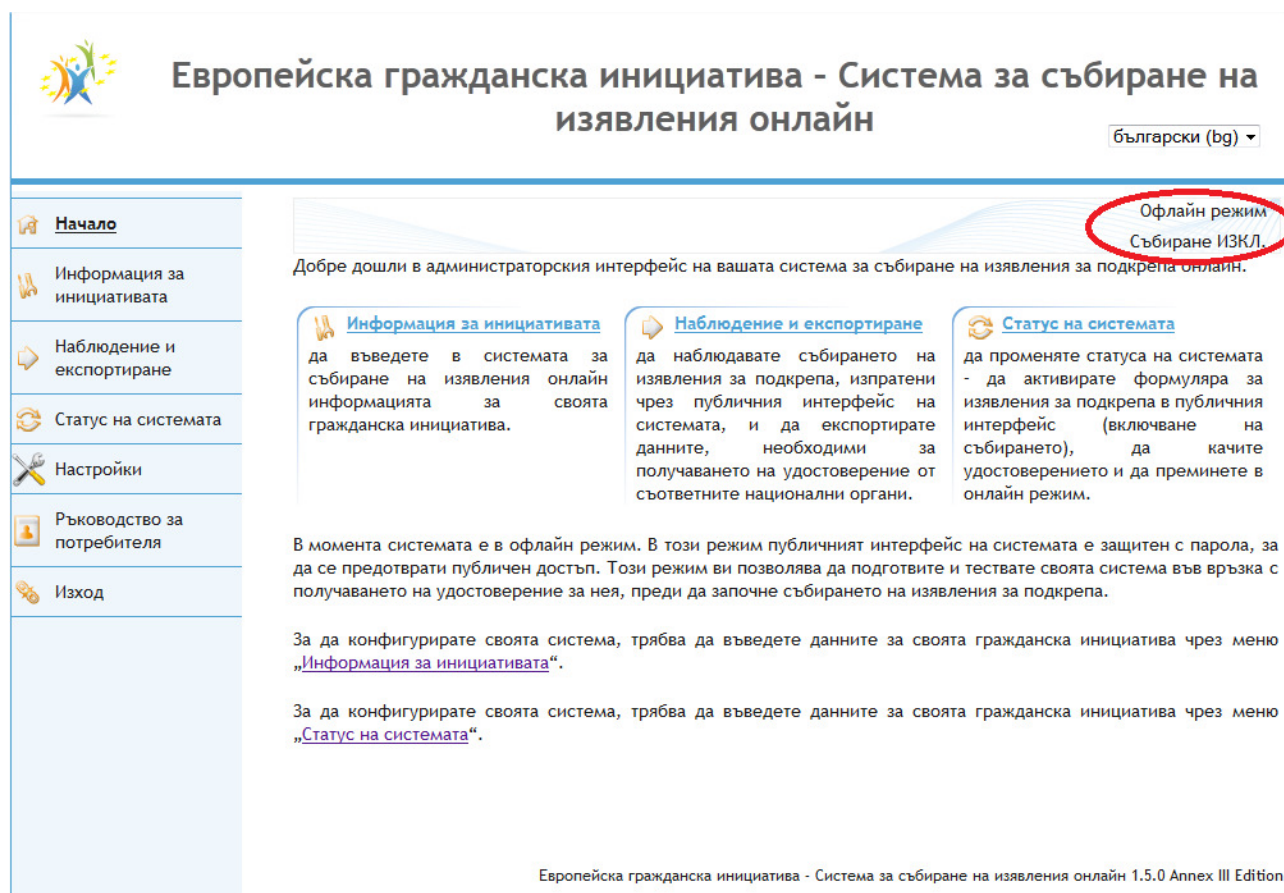 Европейска гражданска инициатива - Система за събиране на
изявления онлайн
български (bg)
Начало
Информация за
инициативата
Наблюдение и
експортиране
Статус на системата
Настройки
Ръководство за
потребителя
Изход
Офлайн режим
Събиране ИЗКЛ.
Добре дошли в администраторския интерфейс на вашата система за събиране на изявления за подкрепа онлайн.
Информация за инициативата
да въведете в системата за
събиране на изявления онлайн
информацията за своята
гражданска инициатива.
Наблюдение и експортиране
да наблюдавате събирането на
изявления за подкрепа, изпратени
чрез публичния интерфейс на
системата, и да експортирате
данните, необходими за
получаването на удостоверение от
съответните национални органи.
Статус на системата
да променяте статуса на системата
- да активирате формуляра за
изявления за подкрепа в публичния
интерфейс (включване на
събирането), да качите
удостоверението и да преминете в
онлайн режим.
В момента системата е в офлайн режим. В този режим публичният интерфейс на системата е защитен с парола, за
да се предотврати публичен достъп. Този режим ви позволява да подготвите и тествате своята система във връзка с
получаването на удостоверение за нея, преди да започне събирането на изявления за подкрепа.
За да конфигурирате своята система, трябва да въведете данните за своята гражданска инициатива чрез меню
„Информация за инициативата“.
За да конфигурирате своята система, трябва да въведете данните за своята гражданска инициатива чрез меню
„Статус на системата“.
Европейска гражданска инициатива - Система за събиране на изявления онлайн 1.5.0 Annex III Edition